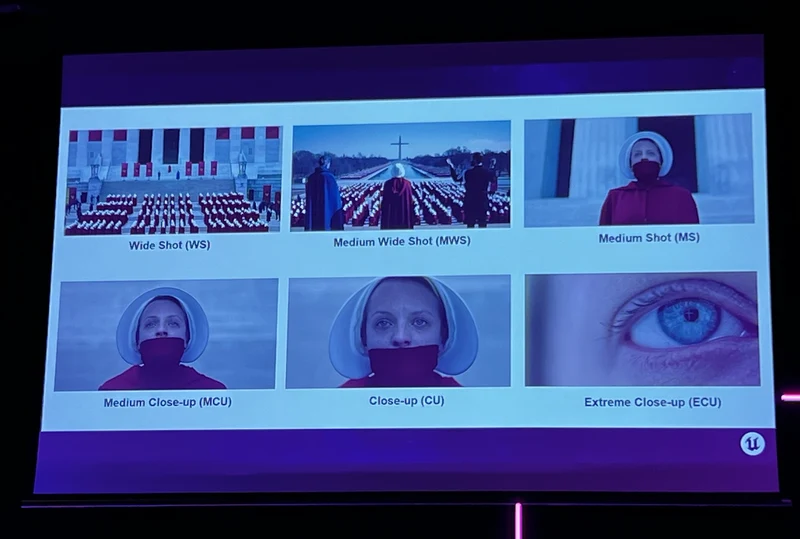 Wide Shot (WS)
Medium Wide Shot (MWS)
Medium Shot (MS)
Medium Close-up (MCU)
Close-up (CU)
Extreme Close-up (ECU)